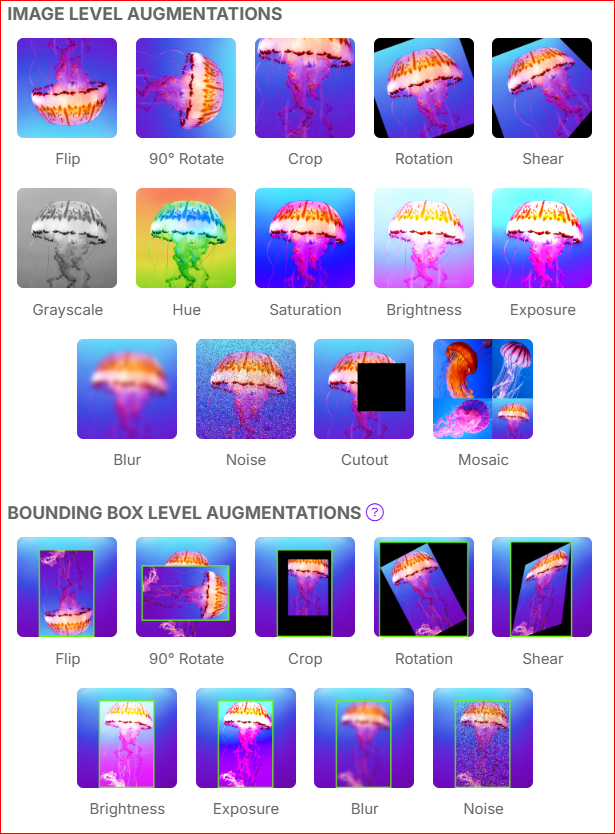 IMAGE LEVEL AUGMENTATIONS
Flip 90° Rotate Crop Rotation Shear
Grayscale Hue Saturation Brightness Exposure
Blur Noise Cutout Mosaic
BOUNDING BOX LEVEL AUGMENTATIONS ?
Flip 90° Rotate Crop Rotation Shear
Brightness Exposure Blur Noise